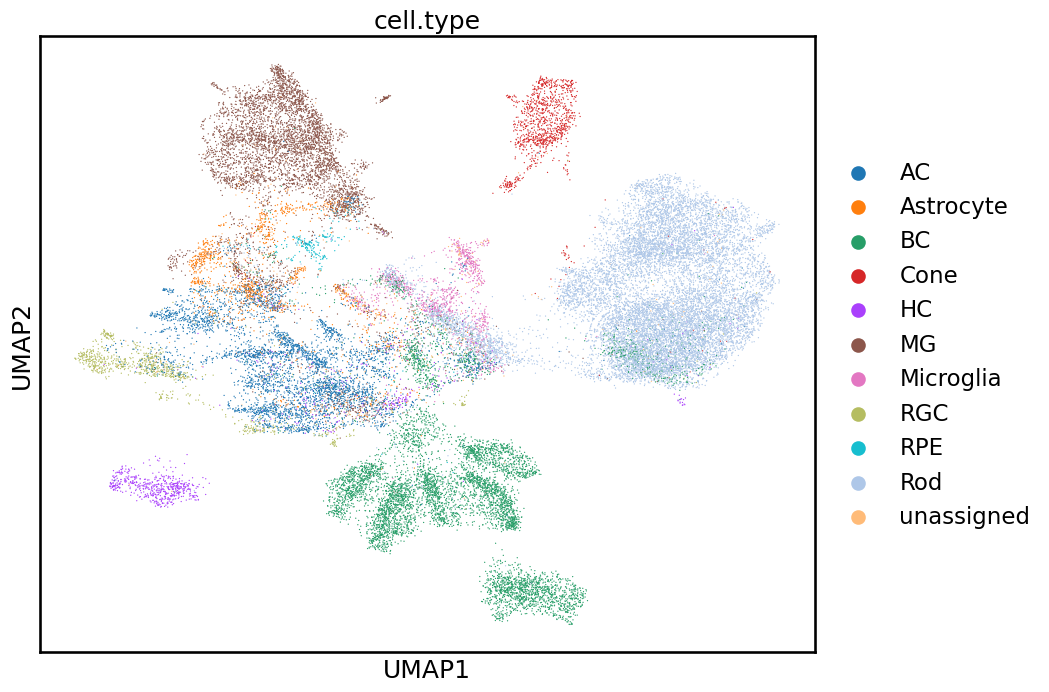 cell.type
UMAP2
UMAP1
AC
Astrocyte
BC
Cone
HC
MG
Microglia
RGC
RPE
Rod
unassigned